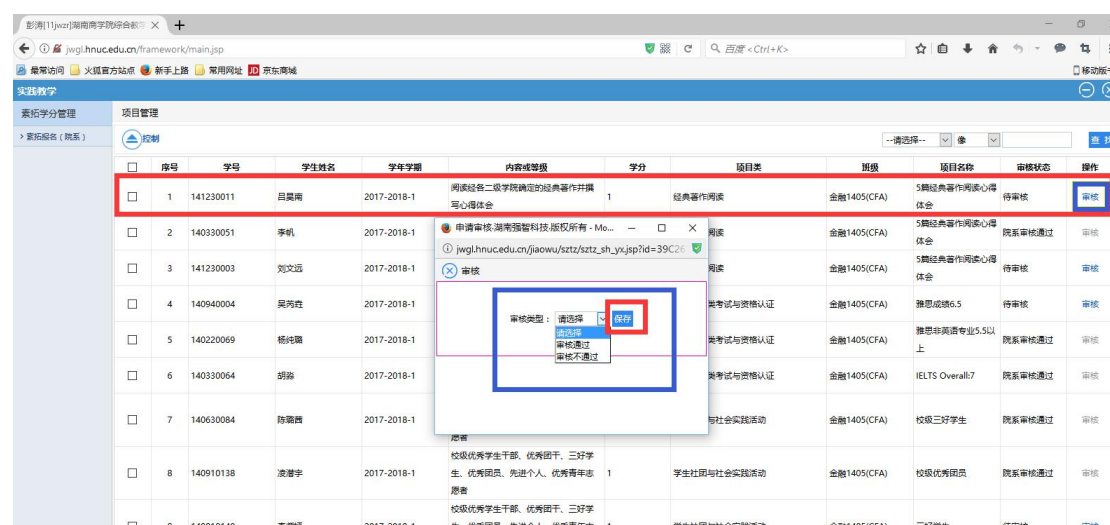 彭涛[11jwzr]湖南商学院综合教务
jwgl.hnuc.edu.cn/framework/main.jsp
百度 <Ctrl+K>
最常访问 火狐官方站点 新手上路 常用网址 JD 京东商城 移动版
实践教学
素拓学分管理 项目管理
>素拓报名（院系） 控制 --请选择-- 像 查 找
序号 学号 学生姓名 学年学期 内容或等级 学分 项目类 班级 项目名称 审核状态 操作
1 141230011 吕昊南 2017-2018-1 阅读经各二级学院确定的经典著作并撰写心得体会 1 经典著作阅读 金融1405(CFA) 5篇经典著作阅读心得体会 待审核 审核
2 140330051 李帆 2017-2018-1 阅读 金融1405(CFA) 5篇经典著作阅读心得体会 院系审核通过 审核
3 141230003 刘文远 2017-2018-1 阅读 金融1405(CFA) 5篇经典著作阅读心得体会 待审核 审核
4 140940004 2017-2018-1 类考试与资格认证 金融1405(CFA) 雅思成绩6.5 待审核 审核
5 140220069 杨纯璐 2017-2018-1 类考试与资格认证 金融1405(CFA) 雅思非英语专业5.5以上 院系审核通过 审核
6 140330064 胡淼 2017-2018-1 类考试与资格认证 金融1405(CFA) IELTS Overall:7 院系审核通过 审核
7 140630084 陈璐茜 2017-2018-1 愿者 与社会实践活动 金融1405(CFA) 校级三好学生 院系审核通过 审核
8 140910138 凌潜宇 2017-2018-1 校级优秀学生干部、优秀团干、三好学生、优秀团员、先进个人、优秀青年志愿者 1 学生社团与社会实践活动 金融1405(CFA) 校级优秀团员 院系审核通过 审核
校级优秀学生干部、优秀团干、三好学
申请审核-湖南强智科技-版权所有 - Mo...
jwgl.hnuc.edu.cn/jiaowu/sztz/sztz_sh_yx.jsp?id=39C26
审核
审核类型： 请选择 保存
请选择
审核通过
审核不通过